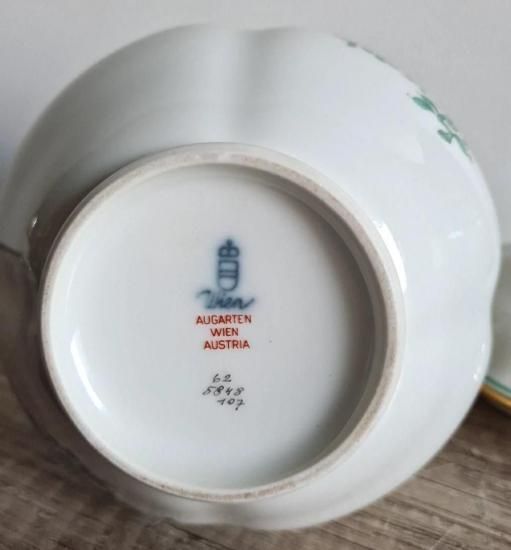 Wien
AUGARTEN
WIEN
AUSTRIA
62
5848
107